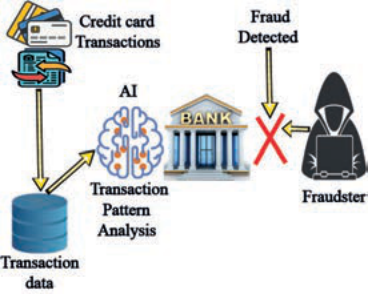 Credit card
Transactions
Fraud
Detected
AI
BANK
Transaction
Pattern
Analysis
Fraudster
Transaction
data